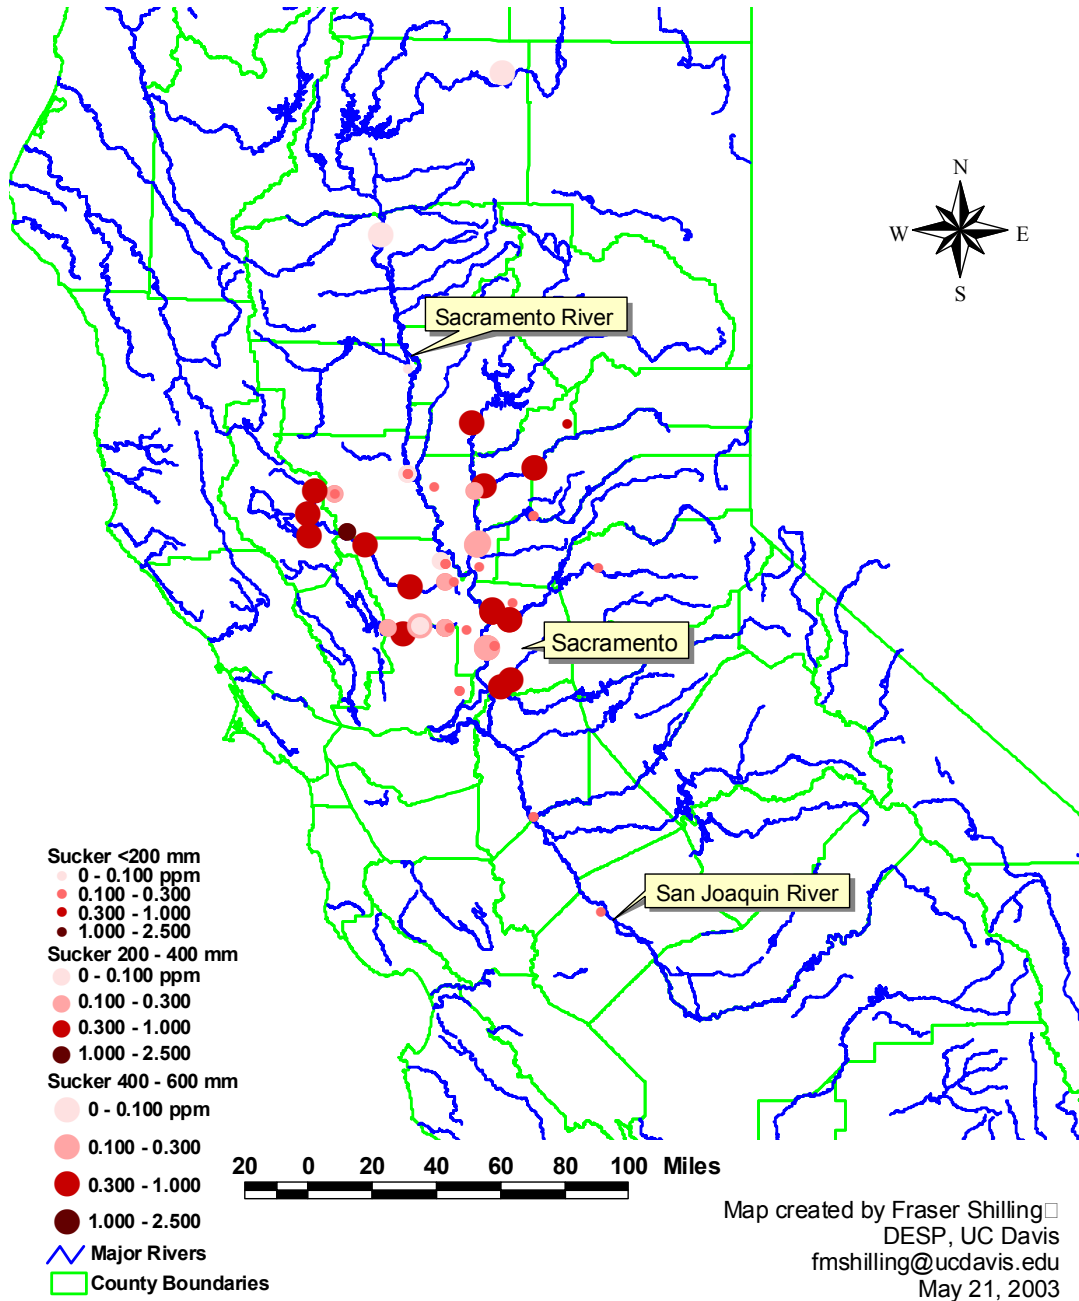 N
W E
S
Sacramento River
Sacramento
San Joaquin River
Sucker <200 mm
0 - 0.100 ppm
0.100 - 0.300
0.300 - 1.000
1.000 - 2.500
Sucker 200 - 400 mm
0 - 0.100 ppm
0.100 - 0.300
0.300 - 1.000
1.000 - 2.500
Sucker 400 - 600 mm
0 - 0.100 ppm
0.100 - 0.300
0.300 - 1.000
1.000 - 2.500
Major Rivers
County Boundaries
20 0 20 40 60 80 100 Miles
Map created by Fraser Shilling□
DESP, UC Davis
fmshilling@ucdavis.edu
May 21, 2003